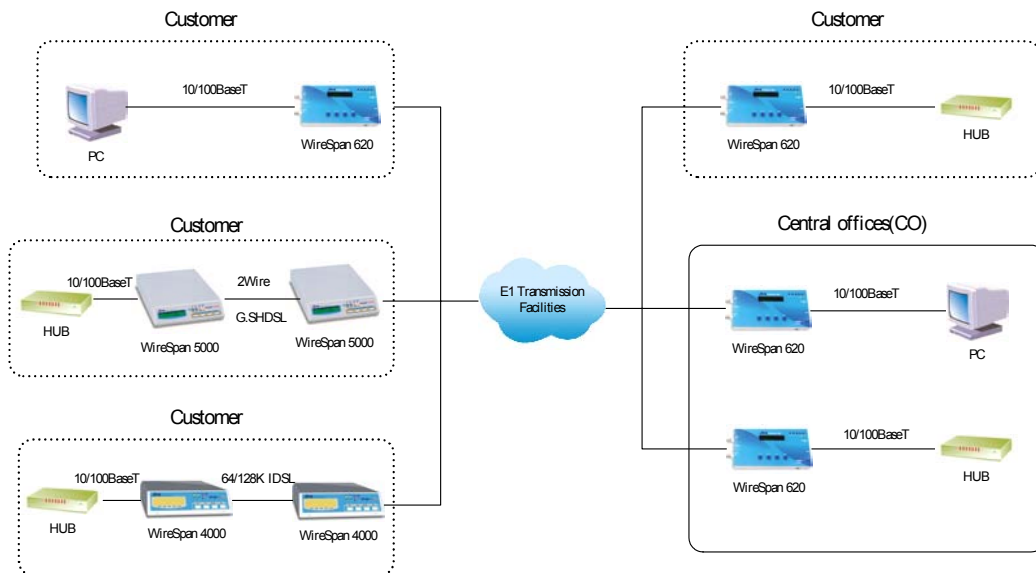 Customer
10/100BaseT
PC
WireSpan 620
Customer
10/100BaseT
2Wire
G.SHDSL
HUB
WireSpan 5000
WireSpan 5000
Customer
10/100BaseT
64/128K IDSL
HUB
WireSpan 4000
WireSpan 4000
E1 Transmission
Facilities
Customer
10/100BaseT
WireSpan 620
HUB
Central offices(CO)
10/100BaseT
WireSpan 620
PC
10/100BaseT
WireSpan 620
HUB